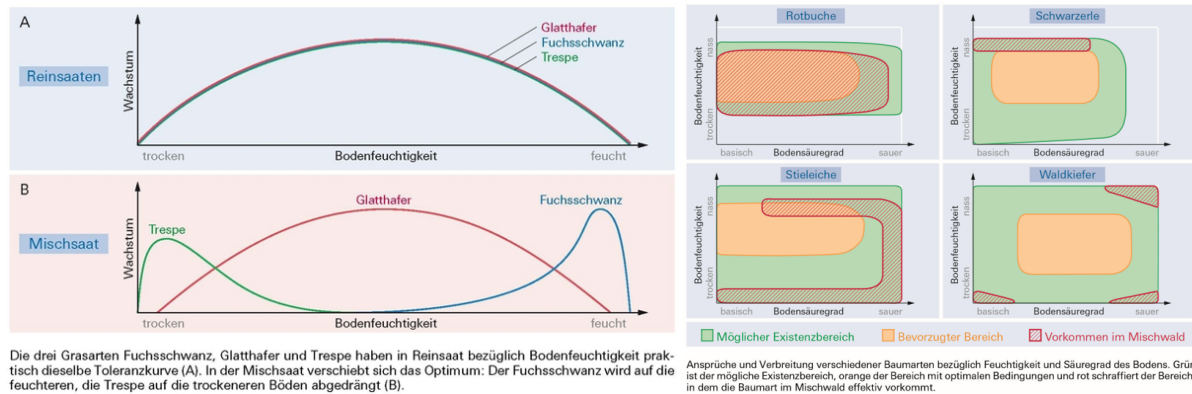 A
Reinsaaten
Wachstum
Glatthafer
Fuchsschwanz
Trespe
trocken
Bodenfeuchtigkeit
feucht
B
Mischsaat
Wachstum
Trespe
Glatthafer
Fuchsschwanz
trocken
Bodenfeuchtigkeit
feucht
Die drei Grasarten Fuchsschwanz, Glatthafer und Trespe haben in Reinsaat bezüglich Bodenfeuchtigkeit prak-
tisch dieselbe Toleranzkurve (A). In der Mischsaat verschiebt sich das Optimum: Der Fuchsschwanz wird auf die
feuchteren, die Trespe auf die trockeneren Böden abgedrängt (B).
Rotbuche
Bodenfeuchtigkeit
nass
trocken
basisch
Bodensäuregrad
sauer
Schwarzerle
Bodenfeuchtigkeit
nass
trocken
basisch
Bodensäuregrad
sauer
Stieleiche
Bodenfeuchtigkeit
nass
trocken
basisch
Bodensäuregrad
sauer
Waldkiefer
Bodenfeuchtigkeit
nass
trocken
basisch
Bodensäuregrad
sauer
Möglicher Existenzbereich
Bevorzugter Bereich
Vorkommen im Mischwald
Ansprüche und Verbreitung verschiedener Baumarten bezüglich Feuchtigkeit und Säuregrad des Bodens. Grün
ist der mögliche Existenzbereich, orange der Bereich mit optimalen Bedingungen und rot schraffiert der Bereich,
in dem die Baumart im Mischwald effektiv vorkommt.